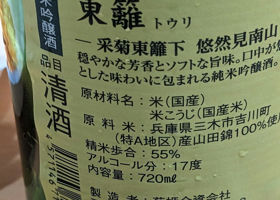 東籬
トウリ
― 采菊東籬下 悠然見南山
穏やかな芳香とソフトな旨味。口中が
とした味わいに包まれる純米吟醸酒。
米吟醸酒
品目 清酒
原材料名:米(国産)
米こうじ(国産米)
原料米:兵庫県三木市吉川町
(特A地区)産山田錦100%使用
精米歩合:55%
アルコール分:17度
内容量:720ml
4571461